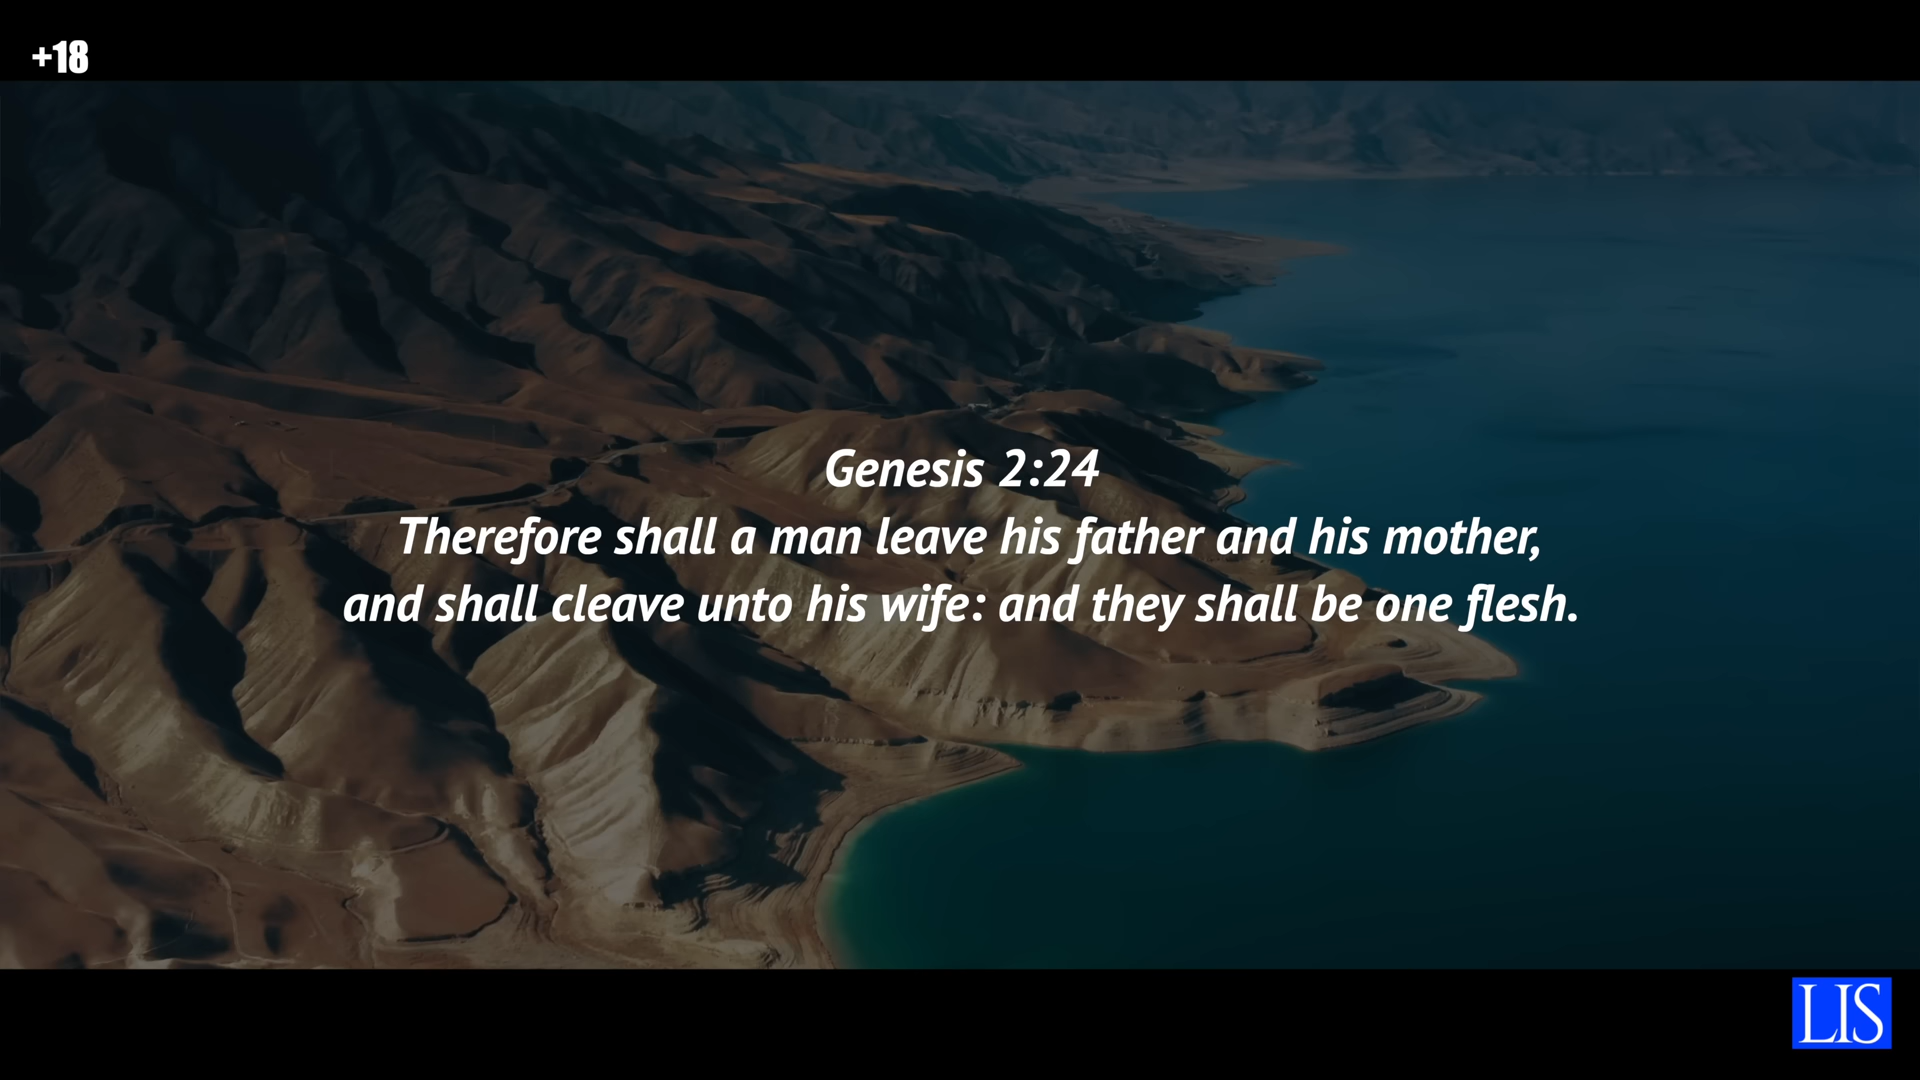 +18
Genesis 2:24
Therefore shall a man leave his father and his mother,
and shall cleave unto his wife: and they shall be one flesh.
LIS